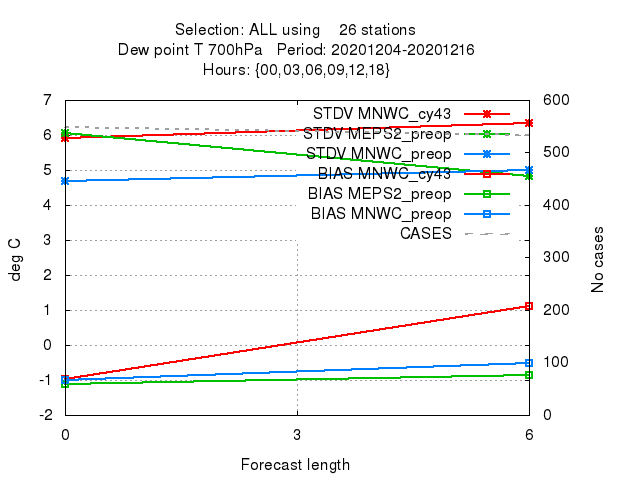 Selection: ALL using 26 stations
Dew point T 700hPa Period: 20201204-20201216
Hours: {00,03,06,09,12,18}
7
6
5
4
3
2
1
0
-1
-2
deg C
600
500
400
300
200
100
0
No cases
STDV MNWC_cy43
STDV MEPS2_preop
STDV MNWC_preop
BIAS MNWC_cy43
BIAS MEPS2_preop
BIAS MNWC_preop
CASES
0 3 6
Forecast length